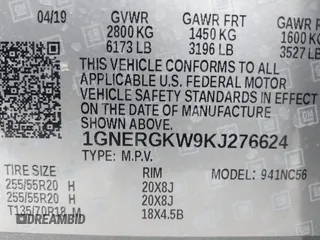 04/19 GVWR GAWR FRT GAWR
2800 KG 1450 KG 1600 KG
6173 LB 3196 LB 3527 LB
THIS VEHICLE CONFORMS TO ALL
APPLICABLE U.S. FEDERAL MOTOR
VEHICLE SAFETY STANDARDS IN
EFFECT ON THE DATE OF
MANUFACTURE SHOWN ABOVE.
1GNERGKW9KJ276624
TYPE: M.P.V. MODEL: 941NC56
TIRE SIZE RIM
255/55R20 H 20X8J
255/55R20 H 20X8J
T135/70R18 M 18X4.5B
DREAMBID